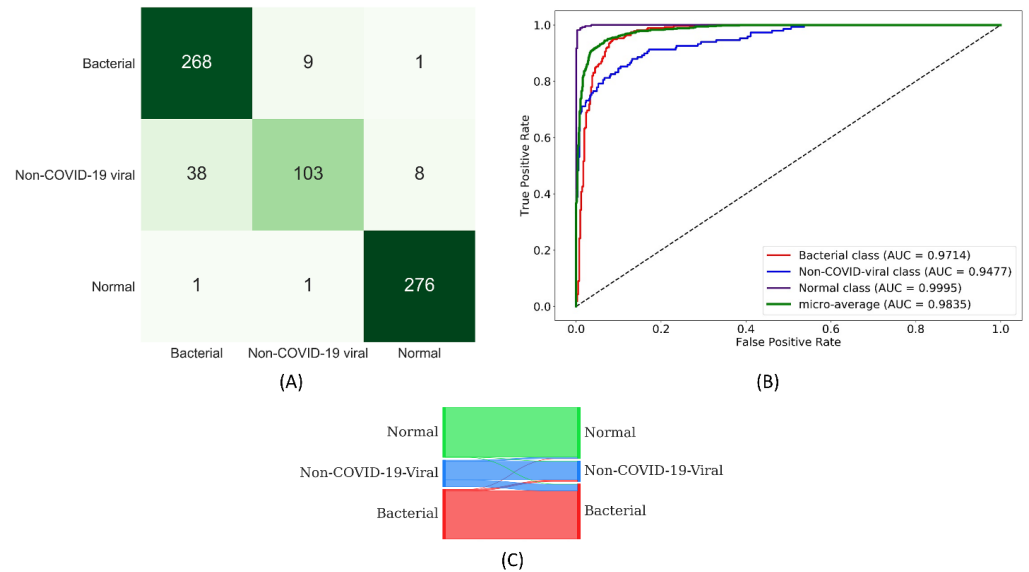 Bacterial 268 9 1
Non-COVID-19 viral 38 103 8
Normal 1 1 276
Bacterial Non-COVID-19 viral Normal
(A)
1.0
0.8
0.6
0.4
0.2
0.0
True Positive Rate
Bacterial class (AUC = 0.9714)
Non-COVID-viral class (AUC = 0.9477)
Normal class (AUC = 0.9995)
micro-average (AUC = 0.9835)
0.0 0.2 0.4 0.6 0.8 1.0
False Positive Rate
(B)
Normal Normal
Non-COVID-19-Viral Non-COVID-19-Viral
Bacterial Bacterial
(C)